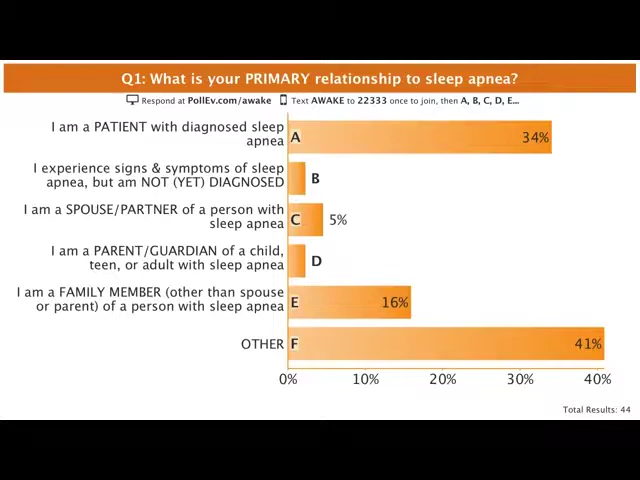 Q1: What is your PRIMARY relationship to sleep apnea?
Respond at PollEv.com/awake Text AWAKE to 22333 once to join, then A, B, C, D, E...
I am a PATIENT with diagnosed sleep
apnea
A 34%
I experience signs & symptoms of sleep
apnea, but am NOT (YET) DIAGNOSED
B
I am a SPOUSE/PARTNER of a person with
sleep apnea
C 5%
I am a PARENT/GUARDIAN of a child,
teen, or adult with sleep apnea
D
I am a FAMILY MEMBER (other than spouse
or parent) of a person with sleep apnea
E 16%
OTHER F 41%
0% 10% 20% 30% 40%
Total Results: 44